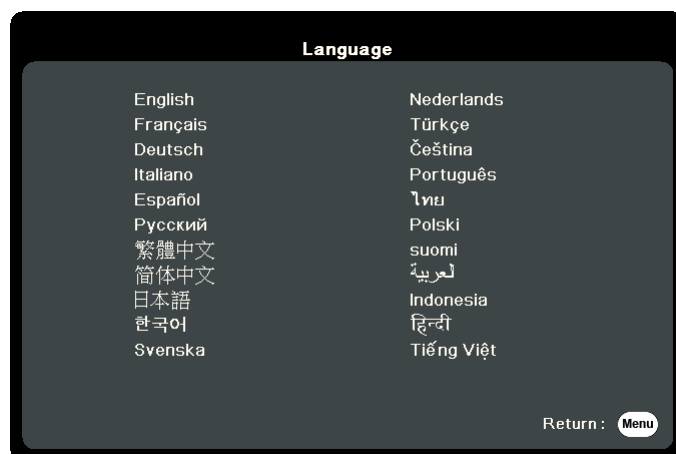 Language
English
Français
Deutsch
Italiano
Español
Русский
繁體中文
简体中文
日本語
한국어
Svenska
Nederlands
Türkçe
Čeština
Português
ไทย
Polski
suomi
لعربية
Indonesia
हिन्दी
Tiếng Việt
Return : Menu